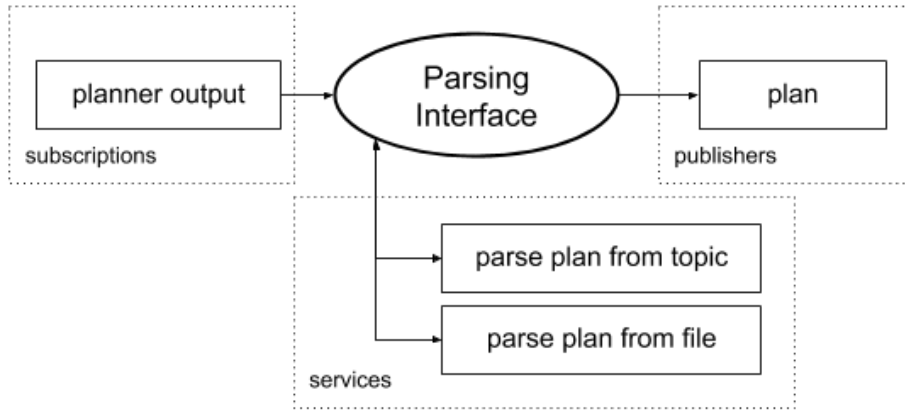 planner output
subscriptions
Parsing
Interface
plan
publishers
parse plan from topic
parse plan from file
services